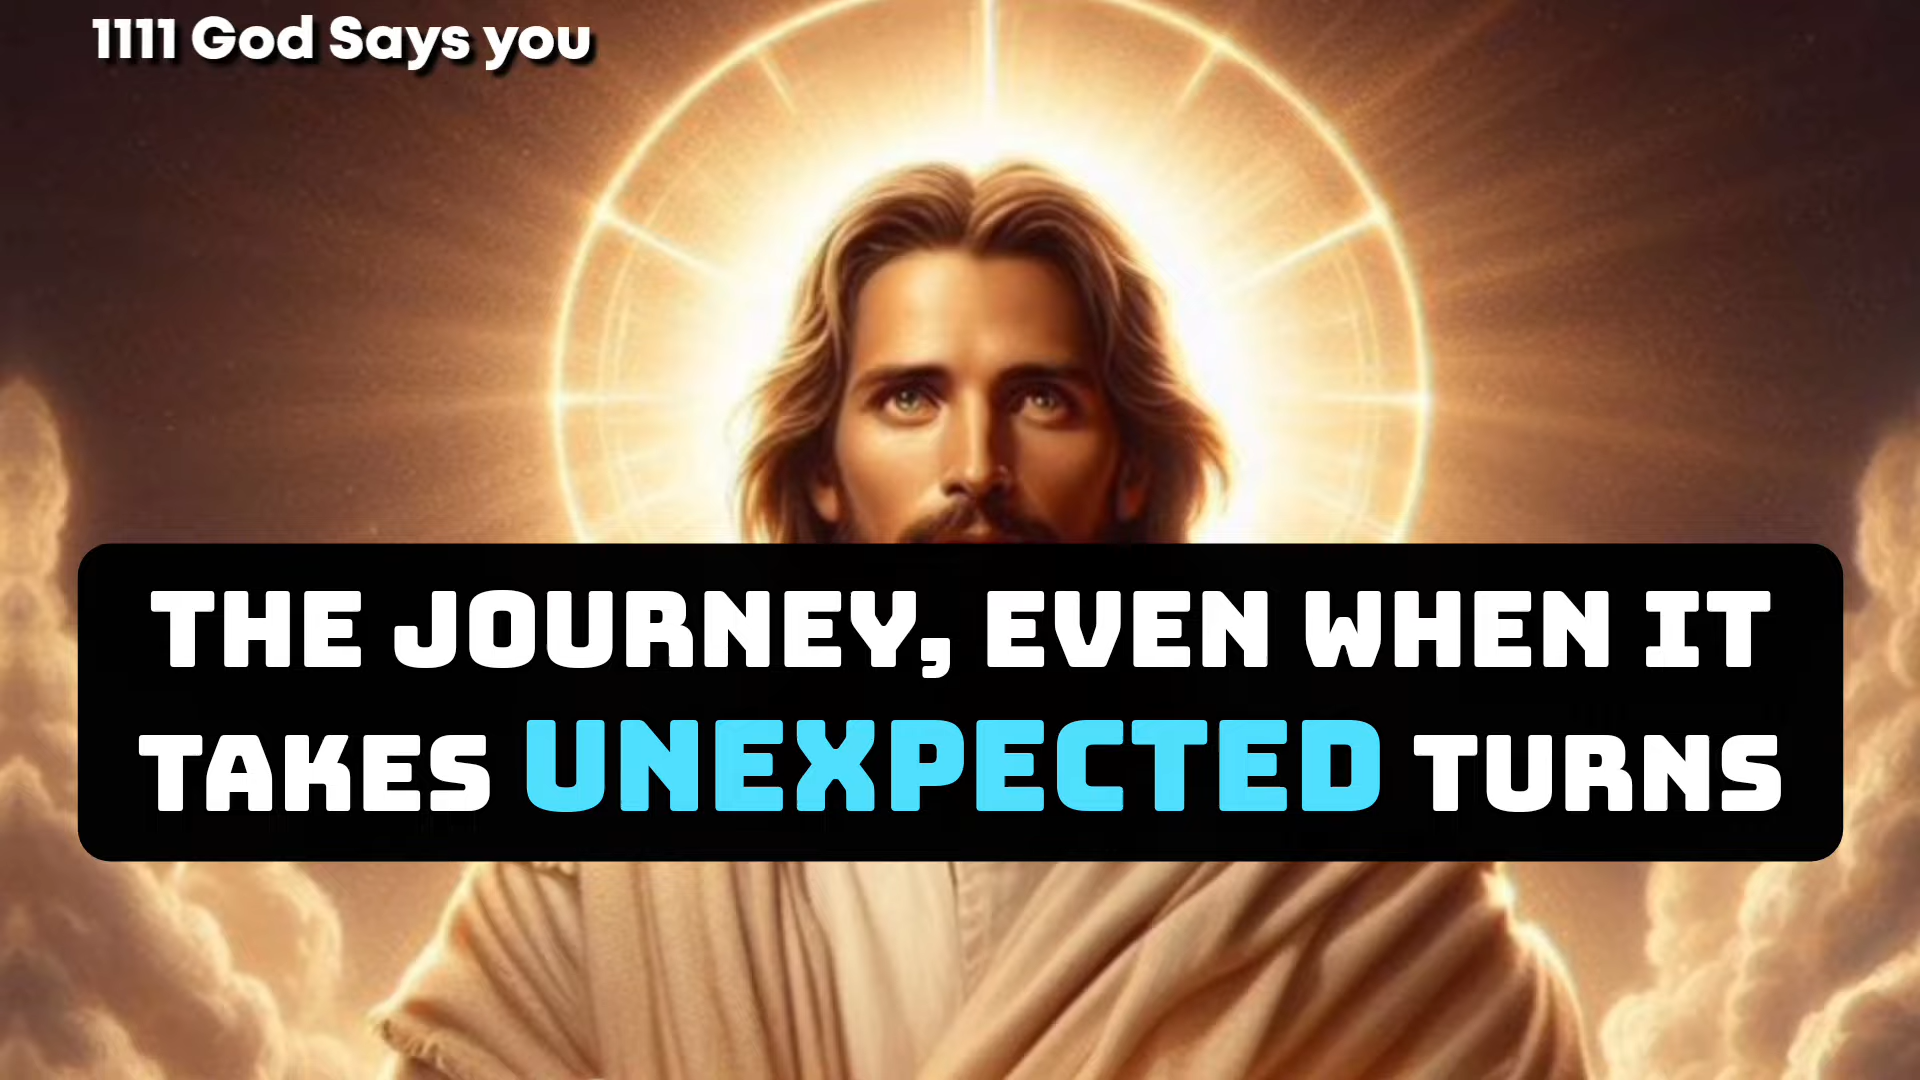 1111 God Says you
THE JOURNEY, EVEN WHEN IT
TAKES UNEXPECTED TURNS